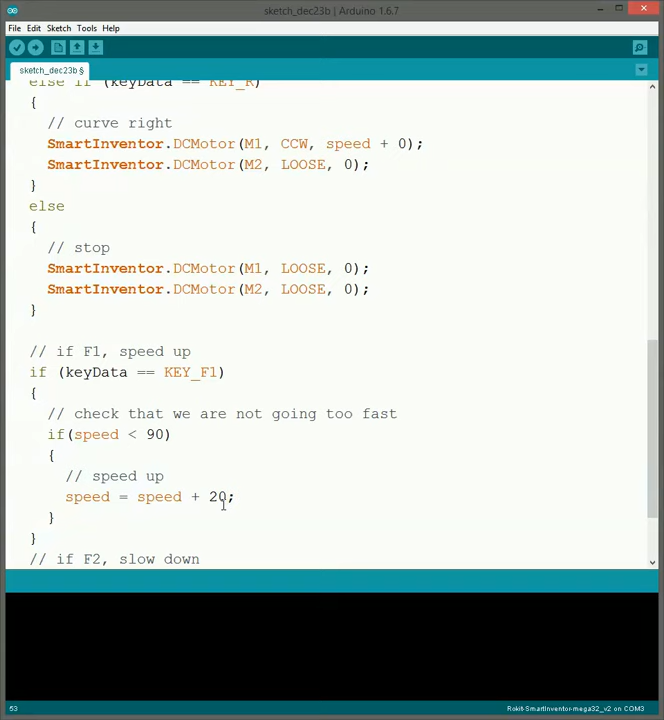 sketch_dec23b | Arduino 1.6.7
File Edit Sketch Tools Help
sketch_dec23b §
else if (keyData == KEY_R)
{
// curve right
SmartInventor.DCMotor(M1, CCW, speed + 0);
SmartInventor.DCMotor(M2, LOOSE, 0);
}
else
{
// stop
SmartInventor.DCMotor(M1, LOOSE, 0);
SmartInventor.DCMotor(M2, LOOSE, 0);
}
// if F1, speed up
if (keyData == KEY_F1)
{
// check that we are not going too fast
if(speed < 90)
{
// speed up
speed = speed + 20;
}
}
// if F2, slow down
53
Rokit-SmartInventor-mega32_v2 on COM3